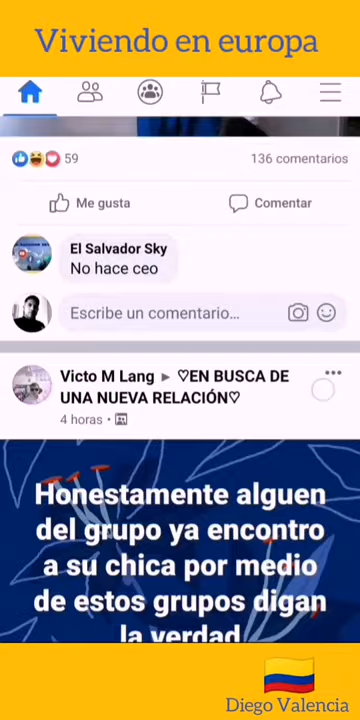 Viviendo en europa
59
136 comentarios
Me gusta
Comentar
El Salvador Sky
No hace ceo
Escribe un comentario...
Victo M Lang ▸ ♡EN BUSCA DE
UNA NUEVA RELACIÓN♡
4 horas ·
Honestamente alguen
del grupo ya encontro
a su chica por medio
de estos grupos digan
la verdad
Diego Valencia